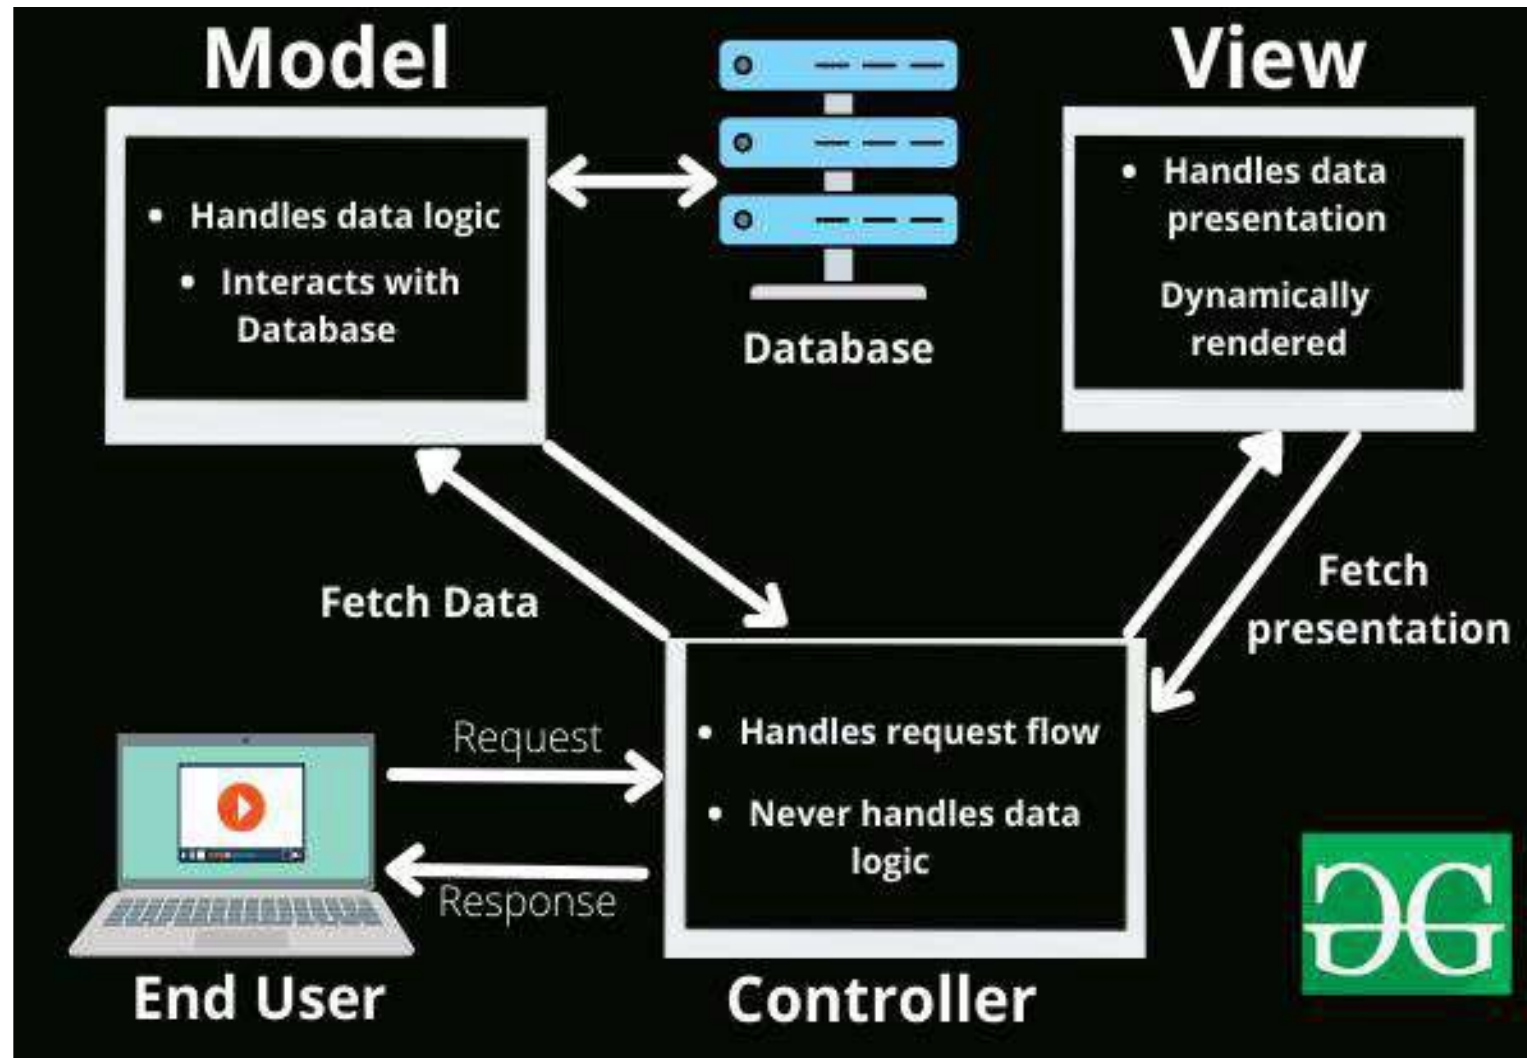 Model
• Handles data logic
• Interacts with
Database
Database
View
• Handles data
presentation
Dynamically
rendered
Fetch Data
Fetch
presentation
Request
Response
• Handles request flow
• Never handles data
logic
End User
Controller